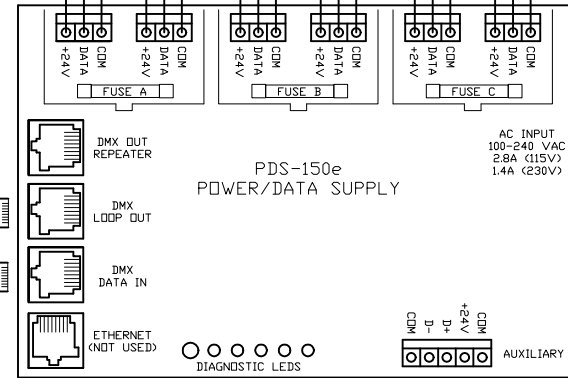 +24V DATA COM +24V DATA COM +24V DATA COM +24V DATA COM +24V DATA COM +24V DATA COM
FUSE A FUSE B FUSE C
DMX OUT
REPEATER
AC INPUT
100-240 VAC
2.8A (115V)
1.4A (230V)
PDS-150e
POWER/DATA SUPPLY
DMX
LOOP OUT
DMX
DATA IN
ETHERNET
(NOT USED)
DIAGNOSTIC LEDS
COM D- D+ +24V COM
AUXILIARY